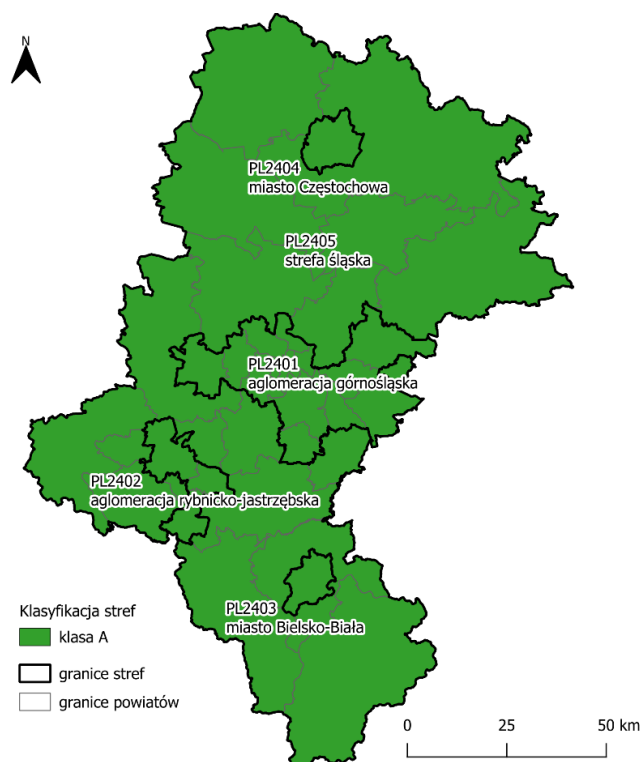 N
PL2404
miasto Częstochowa
PL2405
strefa śląska
PL2401
aglomeracja górnośląska
PL2402
aglomeracja rybnicko-jastrzębska
PL2403
miasto Bielsko-Biała
Klasyfikacja stref
klasa A
granice stref
granice powiatów
0 25 50 km